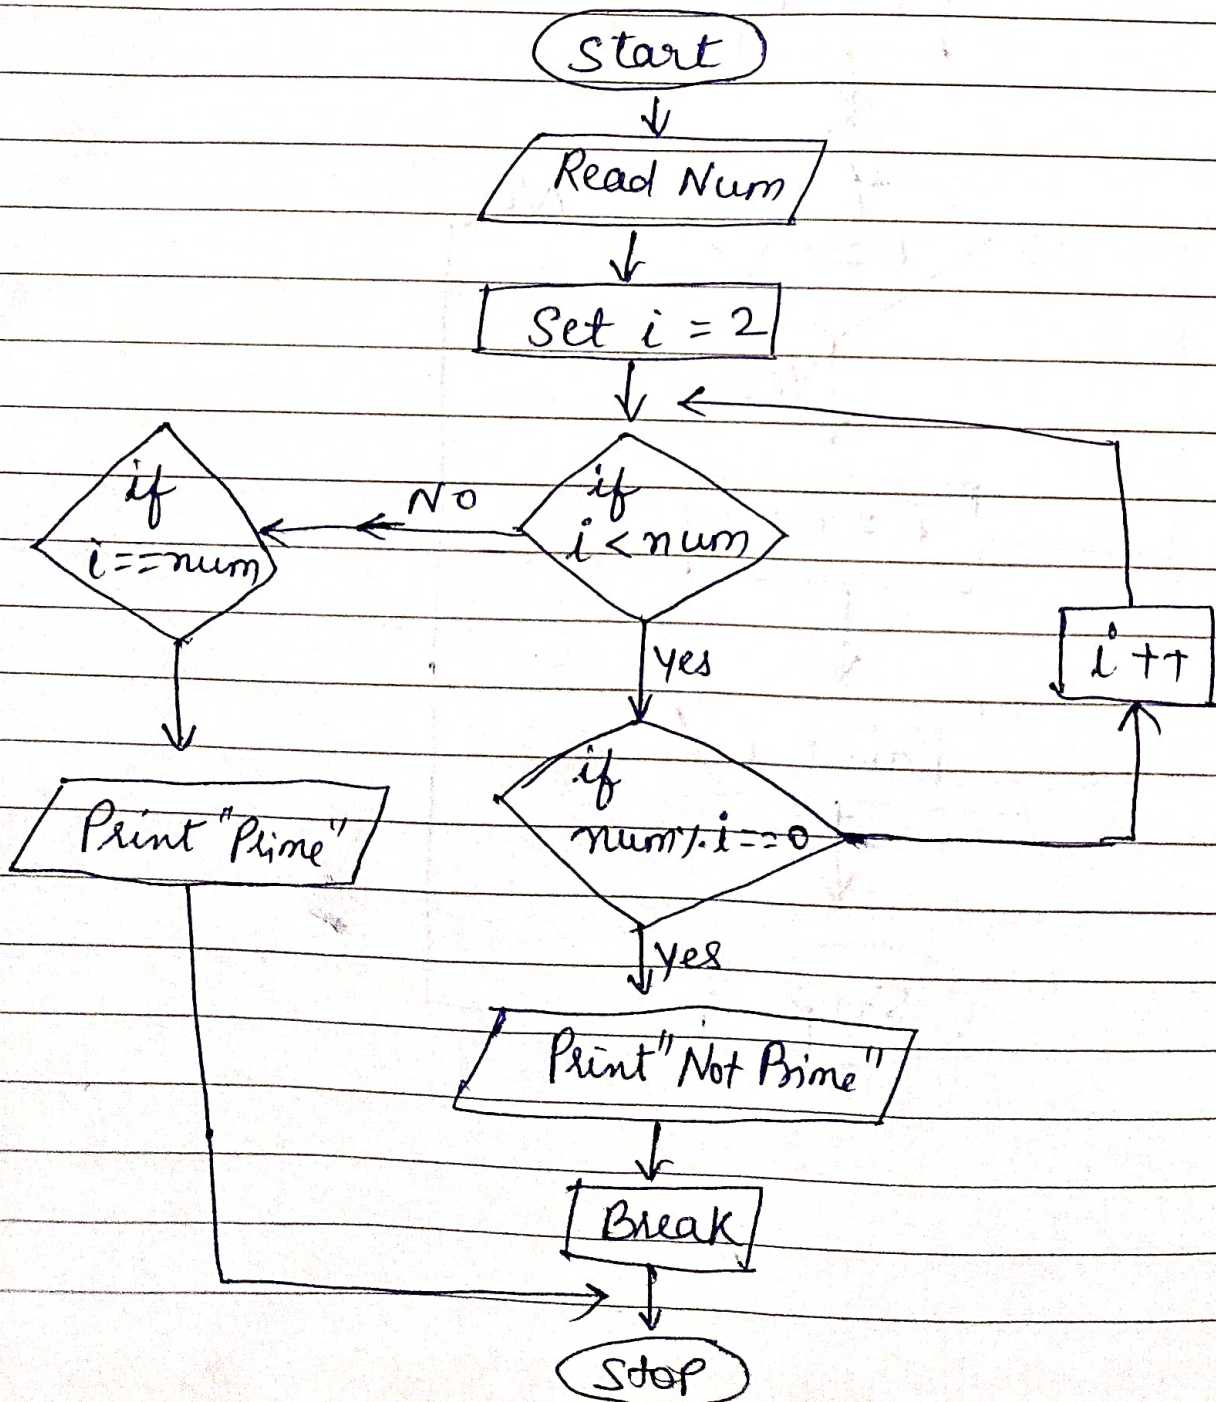 Start
Read Num
Set i = 2
if
i < num
NO
if
i==num
yes
i ++
if
num%i==0
Print "Prime"
yes
Print "Not Prime"
Break
Stop